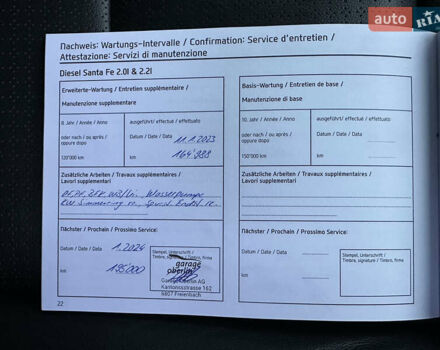 auto RIA
Nachweis: Wartungs-Intervalle / Confirmation: Service d'entretien /
Attestazione: Servizi di manutenzione
Diesel Santa Fe 2.0l & 2.2l
Erweiterte-Wartung / Entretien supplémentaire /
Manutenzione supplementare
8. Jahr / Année / Anno
ausgeführt/ effectué / effettuato
oder nach / ou après /
oppure dopo
Datum / Date / Data
11.1.2023
120'000 km
km
164'988
Zusätzliche Arbeiten / Travaux supplémentaires /
Lavori supplementari
Wasserpumpe
Nächster / Prochain / Prossimo Service:
Datum / Date / Data
1.2024
km
195'000
Stempel, Unterschrift /
Timbre, signature / Timbro, firma
garage
oberlin
Garage Oberlin AG
Kantonsstrasse 162
8807 Freienbach
22
Basis-Wartung / Entretien de base /
Manutenzione di base
10. Jahr / Année / Anno
ausgeführt/ effectué / effettuato
oder nach / ou après /
oppure dopo
Datum / Date / Data
150'000 km
km
Zusätzliche Arbeiten / Travaux supplémentaires /
Lavori supplementari
Nächster / Prochain / Prossimo Service:
Datum / Date / Data
km
Stempel, Unterschrift /
Timbre, signature / Timbro, firma